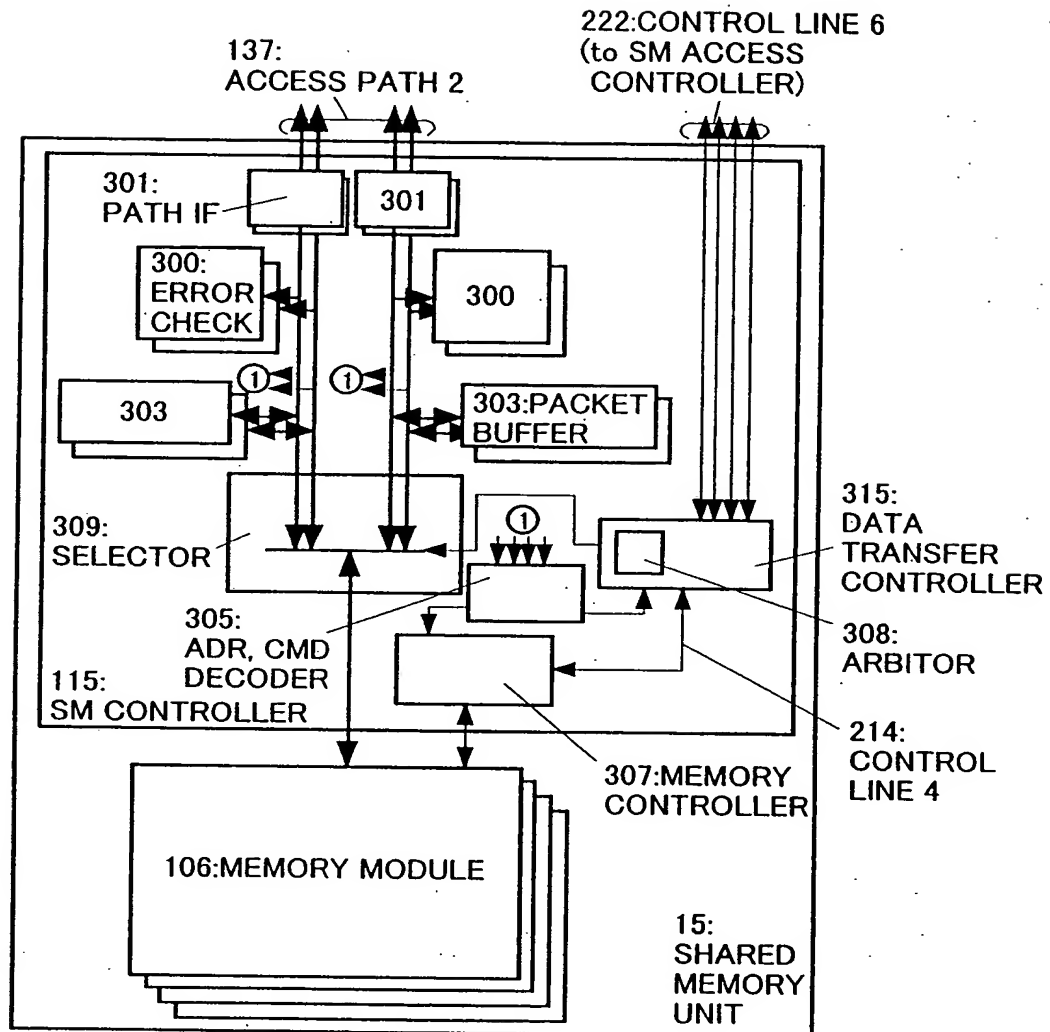 222:CONTROL LINE 6
(to SM ACCESS
CONTROLLER)
137:
ACCESS PATH 2
301:
PATH IF
301
300:
ERROR
CHECK
300
1
1
303
303:PACKET
BUFFER
309:
SELECTOR
1
315:
DATA
TRANSFER
CONTROLLER
305:
ADR, CMD
DECODER
308:
ARBITOR
115:
SM CONTROLLER
214:
CONTROL
LINE 4
307:MEMORY
CONTROLLER
106:MEMORY MODULE
15:
SHARED
MEMORY
UNIT